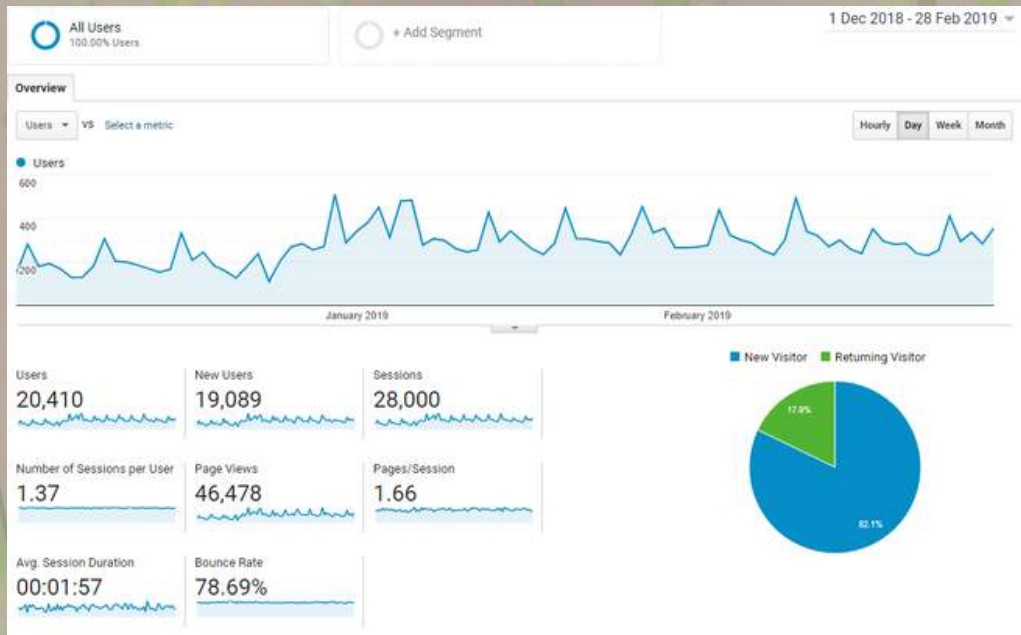 All Users
100.00% Users
+ Add Segment
1 Dec 2018 - 28 Feb 2019
Overview
Users VS Select a metric
Hourly Day Week Month
Users
600
400
200
January 2019 February 2019
New Visitor Returning Visitor
Users New Users Sessions
20,410 19,089 28,000
17.9%
Number of Sessions per User Page Views Pages/Session
1.37 46,478 1.66
82.1%
Avg. Session Duration Bounce Rate
00:01:57 78.69%